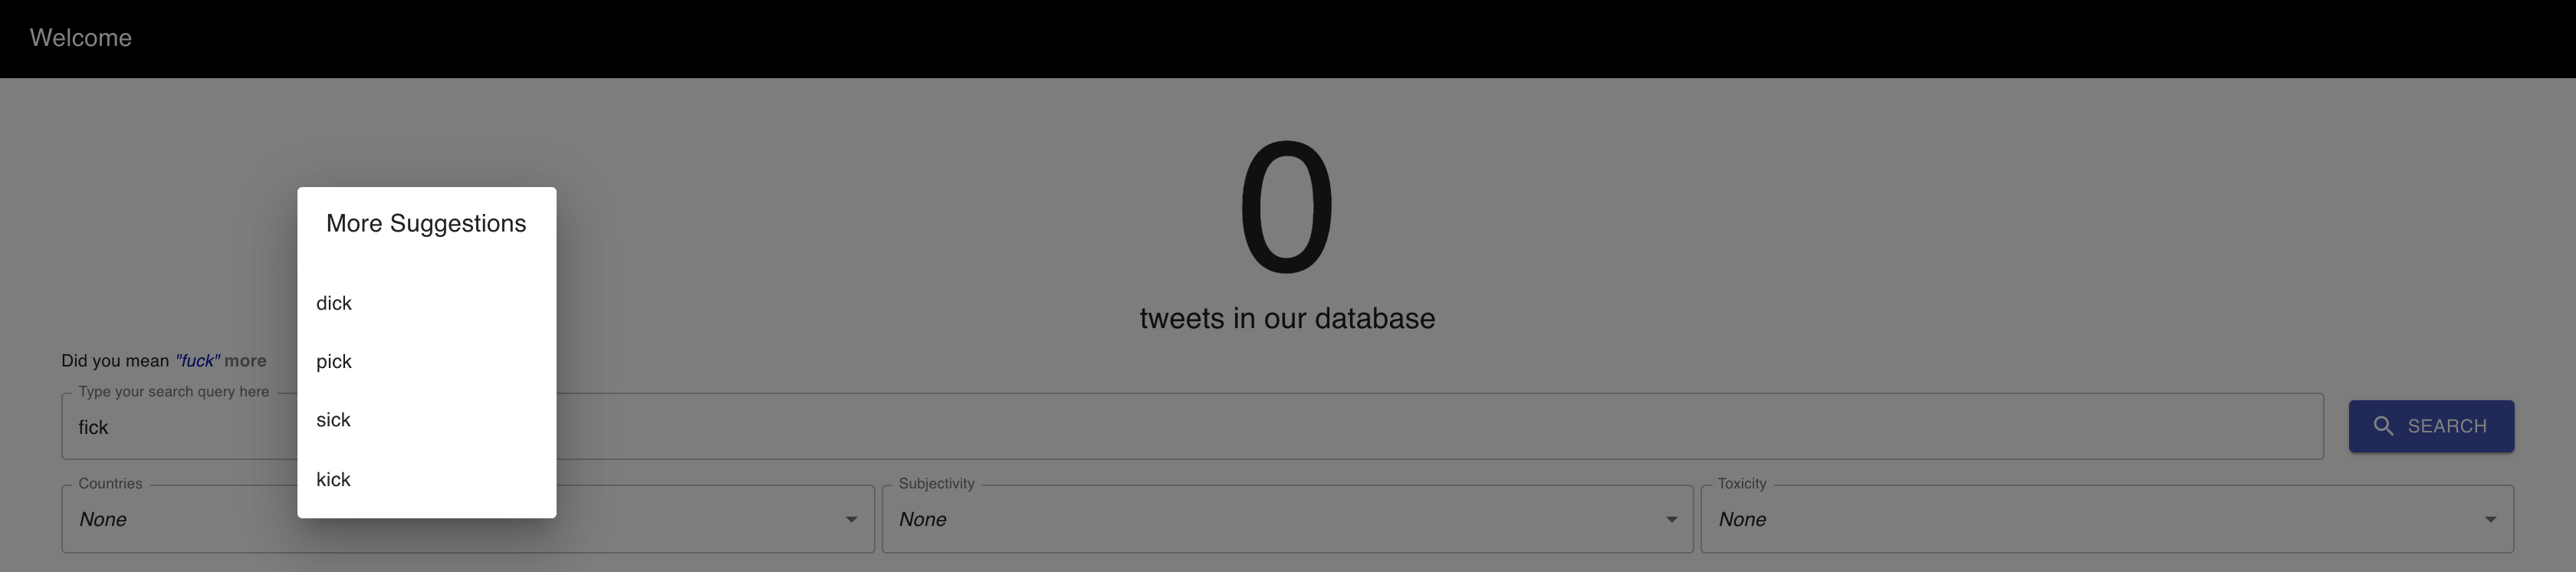 Welcome
0
tweets in our database
More Suggestions
dick
pick
sick
kick
Did you mean "fuck" more
Type your search query here
fick
SEARCH
Countries
None
Subjectivity
None
Toxicity
None